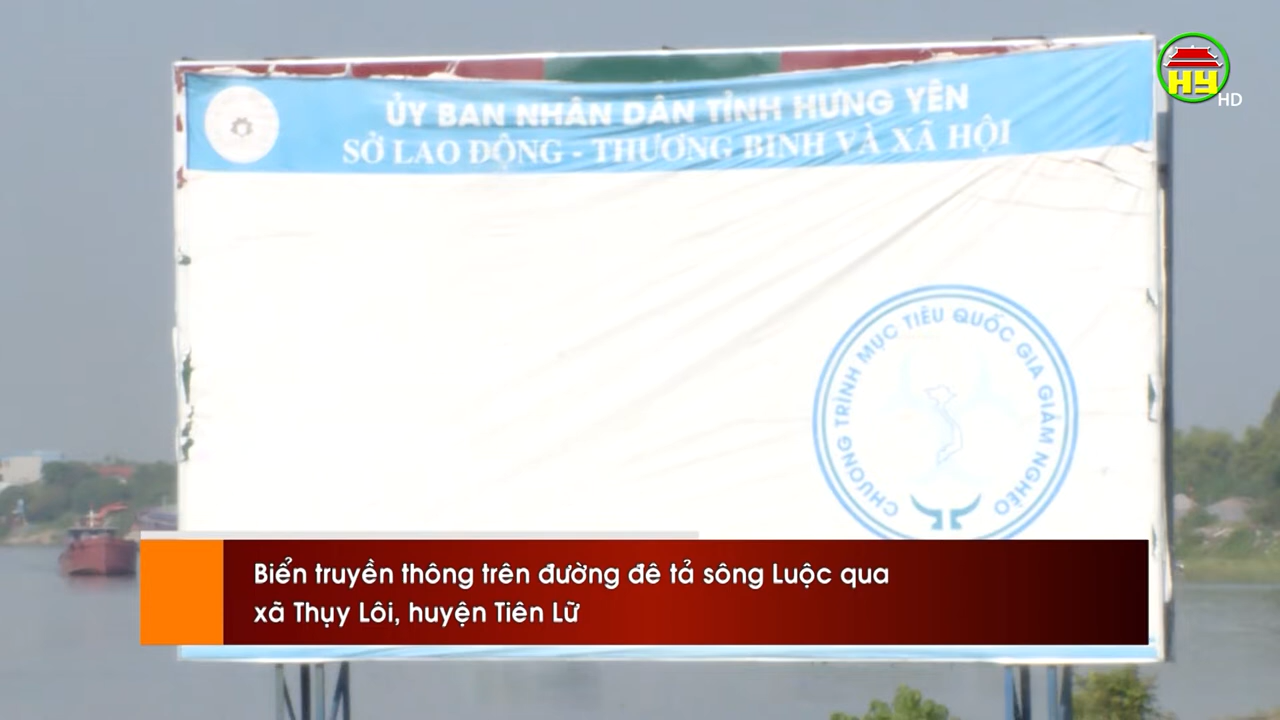 ỦY BAN NHÂN DÂN TỈNH HƯNG YÊN
SỞ LAO ĐỘNG - THƯƠNG BINH VÀ XÃ HỘI
HY
HD
CHƯƠNG TRÌNH MỤC TIÊU QUỐC GIA GIẢM NGHÈO
Biển truyền thông trên đường đê tả sông Luộc qua
xã Thụy Lôi, huyện Tiên Lữ